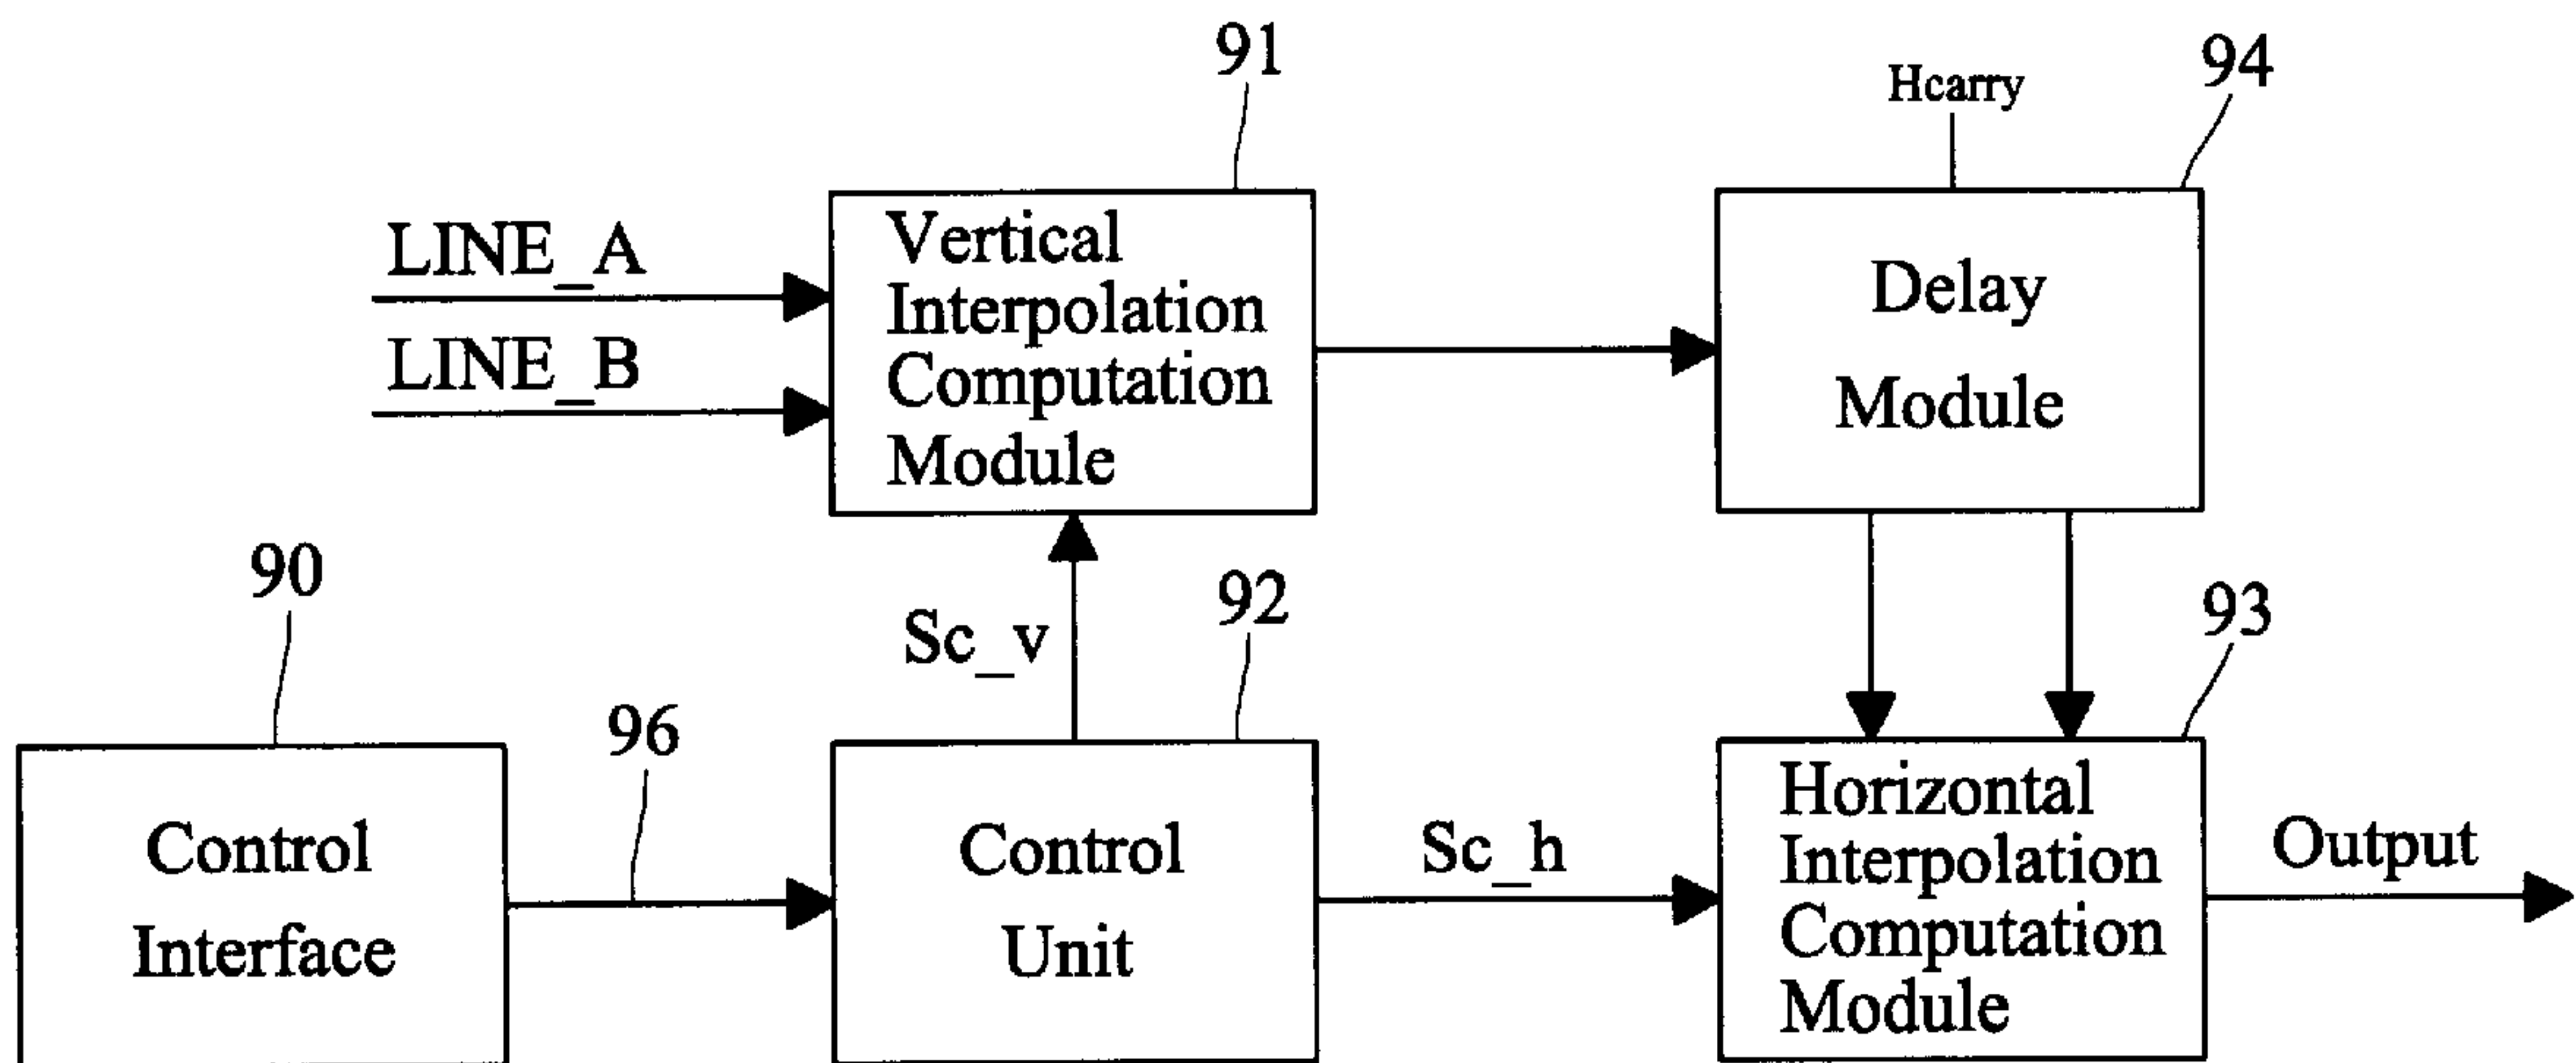 91
Hcarry
94
LINE_A
LINE_B
Vertical
Interpolation
Computation
Module
Delay
Module
90
96
Sc_v
92
93
Control
Interface
Control
Unit
Sc_h
Horizontal
Interpolation
Computation
Module
Output